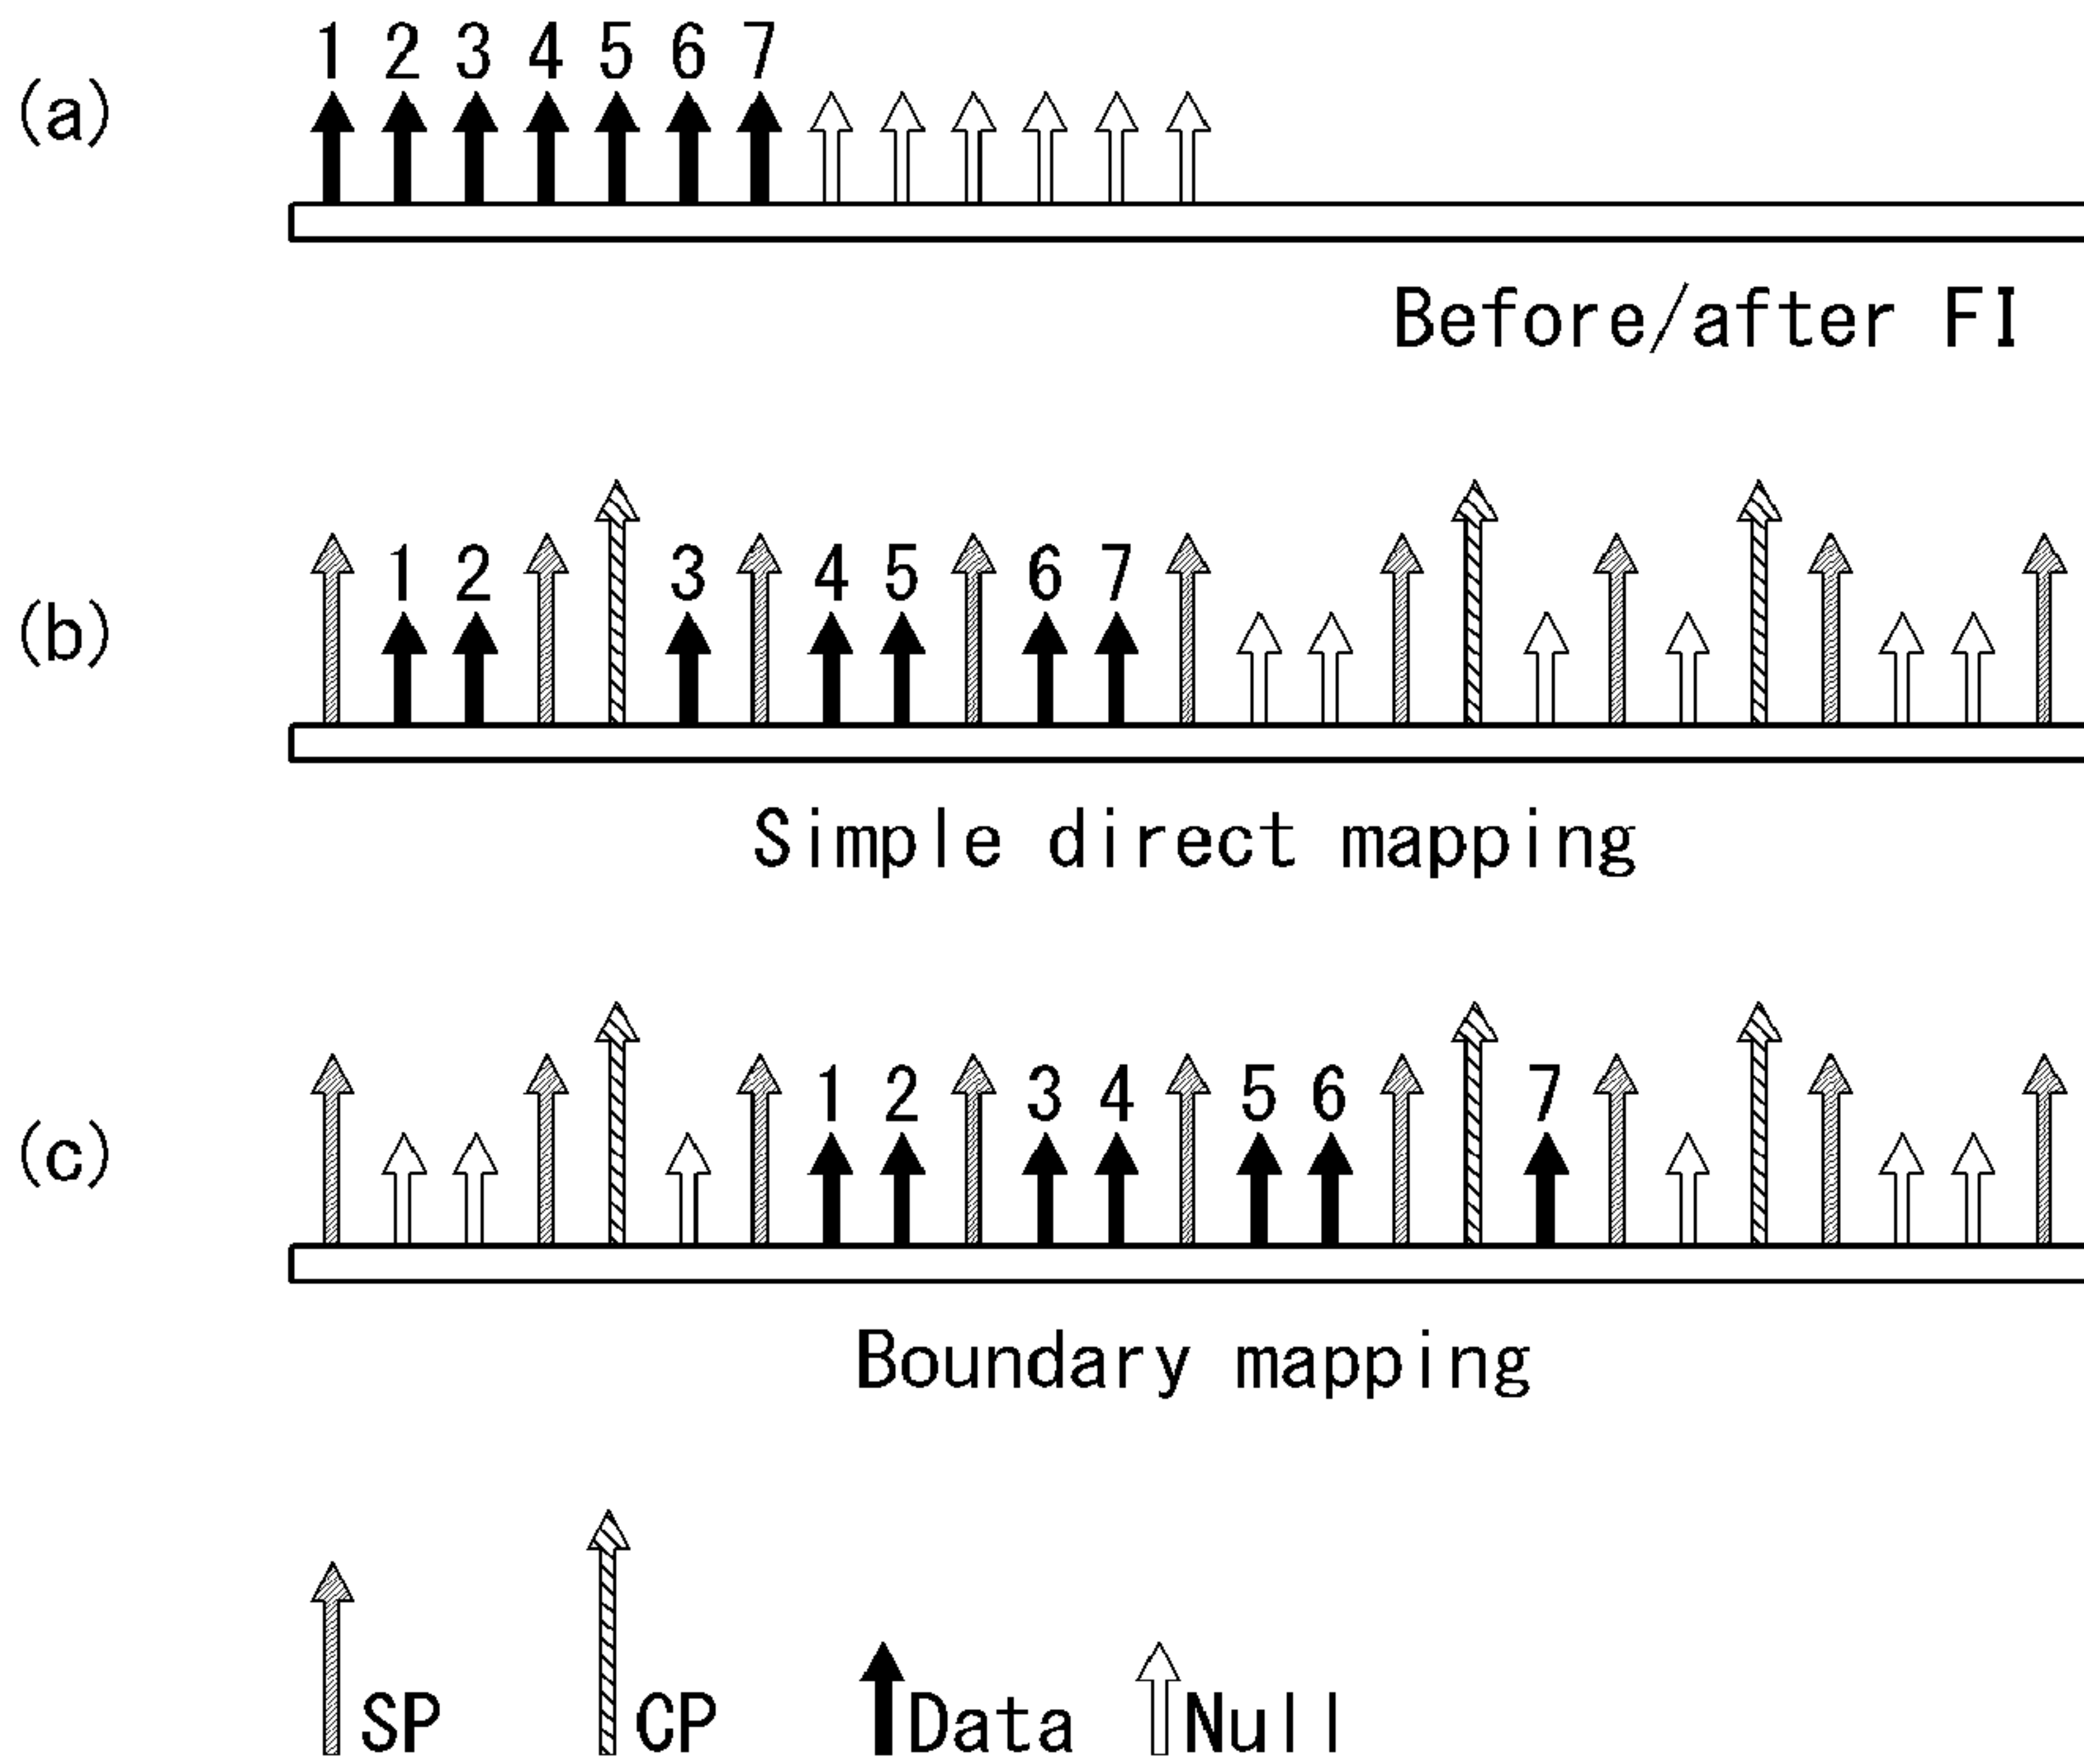 1 2 3 4 5 6 7
(a)
Before/after FI
1 2 3 4 5 6 7
(b)
Simple direct mapping
1 2 3 4 5 6 7
(c)
Boundary mapping
SP CP Data Null